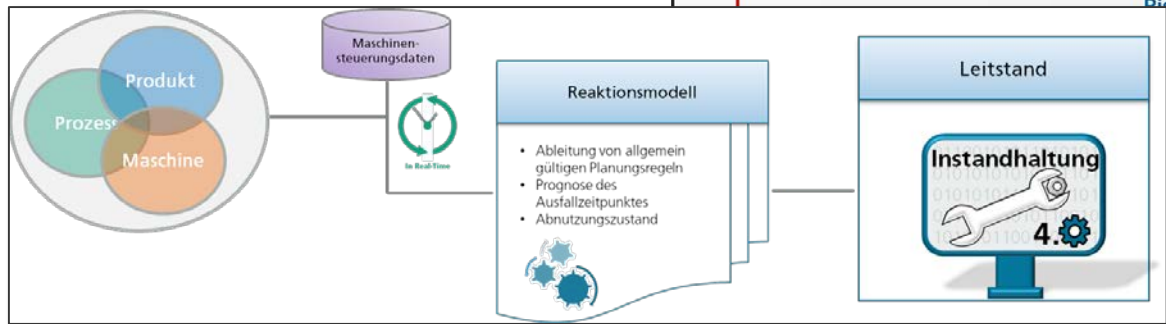 Produkt
Prozess
Maschine
Maschinen-
steuerungsdaten
In Real-Time
Reaktionsmodell
• Ableitung von allgemein
gültigen Planungsregeln
• Prognose des
Ausfallzeitpunktes
• Abnutzungszustand
Leitstand
Instandhaltung
4.